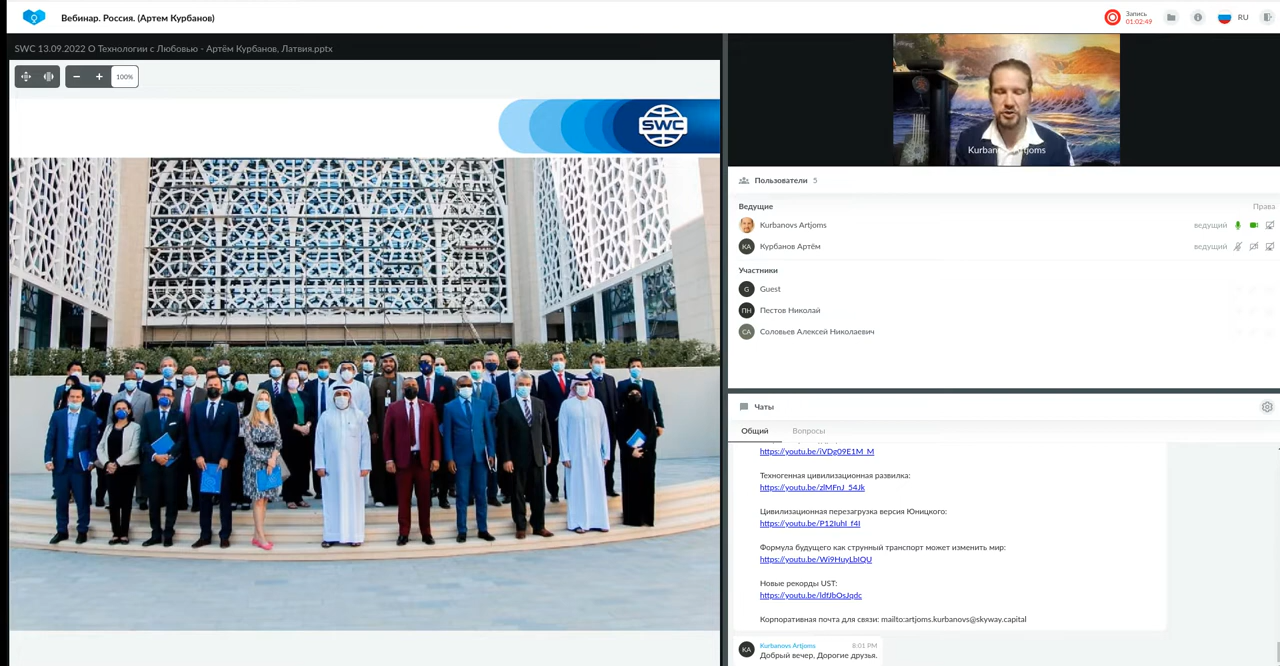 Вебинар. Россия. (Артем Курбанов)
Запись
01:02:49
RU
SWC 13.09.2022 О Технологии с Любовью - Артём Курбанов, Латвия.pptx
100%
SWC
Kurbanovs Artjoms
Пользователи 5
Ведущие Права
Kurbanovs Artjoms ведущий
КА Курбанов Артём ведущий
Участники
G Guest
ПН Пестов Николай
СА Соловьев Алексей Николаевич
Чаты
Общий Вопросы
https://youtu.be/iVDg09E1M_M
Техногенная цивилизационная развилка:
https://youtu.be/zlMFnJ_54Jk
Цивилизационная перезагрузка версия Юницкого:
https://youtu.be/P12Iuhl_f4I
Формула будущего как струнный транспорт может изменить мир:
https://youtu.be/Wi9HuyLbIQU
Новые рекорды UST:
https://youtu.be/ldfJbOsJqdc
Корпоративная почта для связи: mailto:artjoms.kurbanovs@skyway.capital
КА Kurbanovs Artjoms 8:01 PM
Добрый вечер. Дорогие друзья.